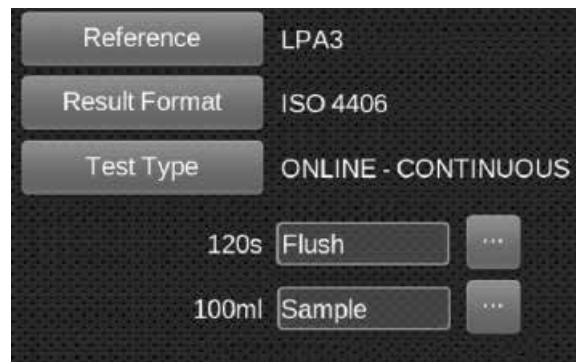 Reference LPA3
Result Format ISO 4406
Test Type ONLINE - CONTINUOUS
120s Flush ...
100ml Sample ...